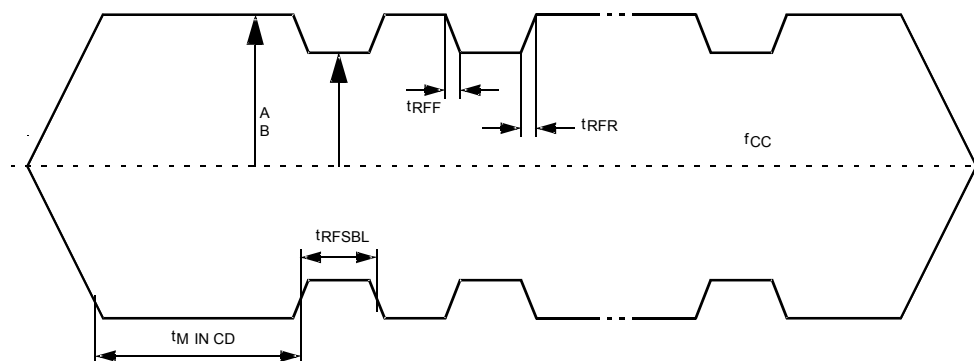 A
B
tRFF
tRFR
fCC
tRFSBL
tM IN CD